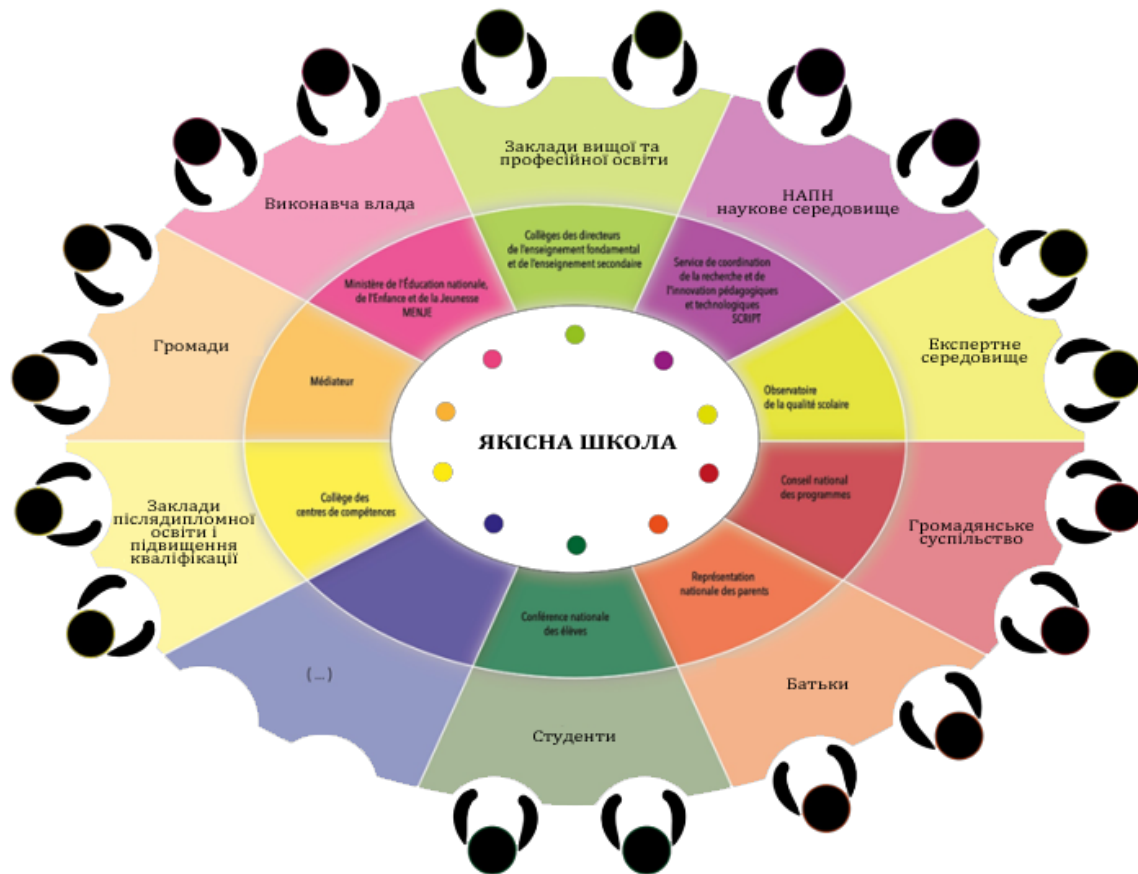 Заклади вищої та
професійної освіти
НАПН
наукове середовище
Виконавча влада
Collèges des directeurs
de l'enseignement fondamental
et de l'enseignement secondaire
Service de coordination
de la recherche et de
l'innovation pédagogiques
et technologiques
SCRIPT
Ministère de l'Éducation nationale,
de l'Enfance et de la Jeunesse
MENJE
Громади
Експертне
середовище
Médiateur
Observatoire
de la qualité scolaire
ЯКІСНА ШКОЛА
Заклади
післядипломної
освіти і
підвищення
кваліфікації
Collège des
centres de compétences
Conseil national
des programmes
Громадянське
суспільство
Représentation
nationale des parents
Conférence nationale
des élèves
(...)
Батьки
Студенти